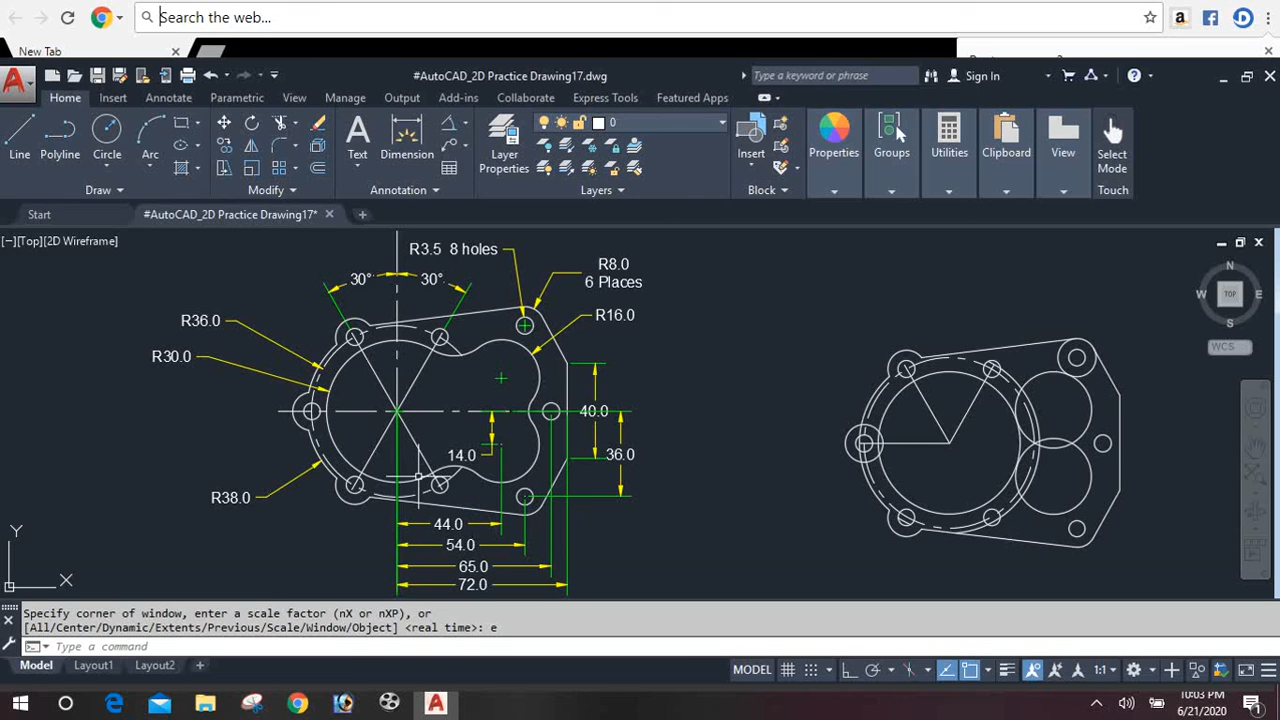 Search the web...
New Tab
#AutoCAD_2D Practice Drawing17.dwg
Type a keyword or phrase
Sign In
Home
Insert
Annotate
Parametric
View
Manage
Output
Add-ins
Collaborate
Express Tools
Featured Apps
Line
Polyline
Circle
Arc
Text
Dimension
Layer
Properties
0
Insert
Properties
Groups
Utilities
Clipboard
View
Select
Mode
Draw
Modify
Annotation
Layers
Block
Touch
Start
#AutoCAD_2D Practice Drawing17*
[−][Top][2D Wireframe]
R3.5 8 holes
R8.0
6 Places
30°
30°
R36.0
R16.0
R30.0
40.0
14.0
36.0
R38.0
44.0
54.0
65.0
72.0
N
W
TOP
E
S
WCS
Y
X
Specify corner of window, enter a scale factor (nX or nXP), or
[All/Center/Dynamic/Extents/Previous/Scale/Window/Object] <real time>: e
Type a command
Model
Layout1
Layout2
MODEL
1:1
10:03 PM
6/21/2020